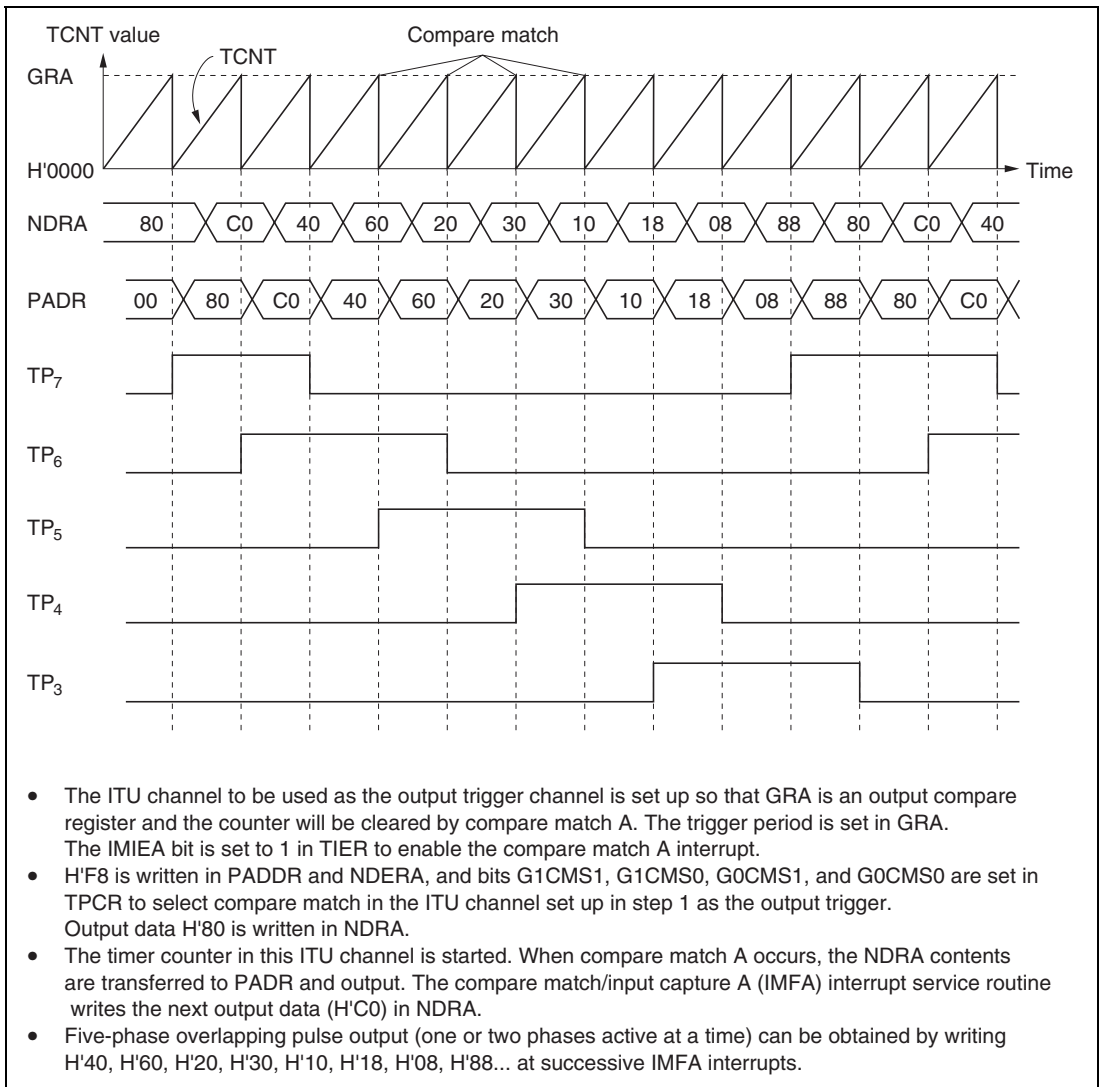 TCNT value
Compare match
TCNT
GRA
H'0000
Time
NDRA 80 C0 40 60 20 30 10 18 08 88 80 C0 40
PADR 00 80 C0 40 60 20 30 10 18 08 88 80 C0
TP7
TP6
TP5
TP4
TP3
• The ITU channel to be used as the output trigger channel is set up so that GRA is an output compare
register and the counter will be cleared by compare match A. The trigger period is set in GRA.
The IMIEA bit is set to 1 in TIER to enable the compare match A interrupt.
• H'F8 is written in PADDR and NDERA, and bits G1CMS1, G1CMS0, G0CMS1, and G0CMS0 are set in
TPCR to select compare match in the ITU channel set up in step 1 as the output trigger.
Output data H'80 is written in NDRA.
• The timer counter in this ITU channel is started. When compare match A occurs, the NDRA contents
are transferred to PADR and output. The compare match/input capture A (IMFA) interrupt service routine
writes the next output data (H'C0) in NDRA.
• Five-phase overlapping pulse output (one or two phases active at a time) can be obtained by writing
H'40, H'60, H'20, H'30, H'10, H'18, H'08, H'88... at successive IMFA interrupts.